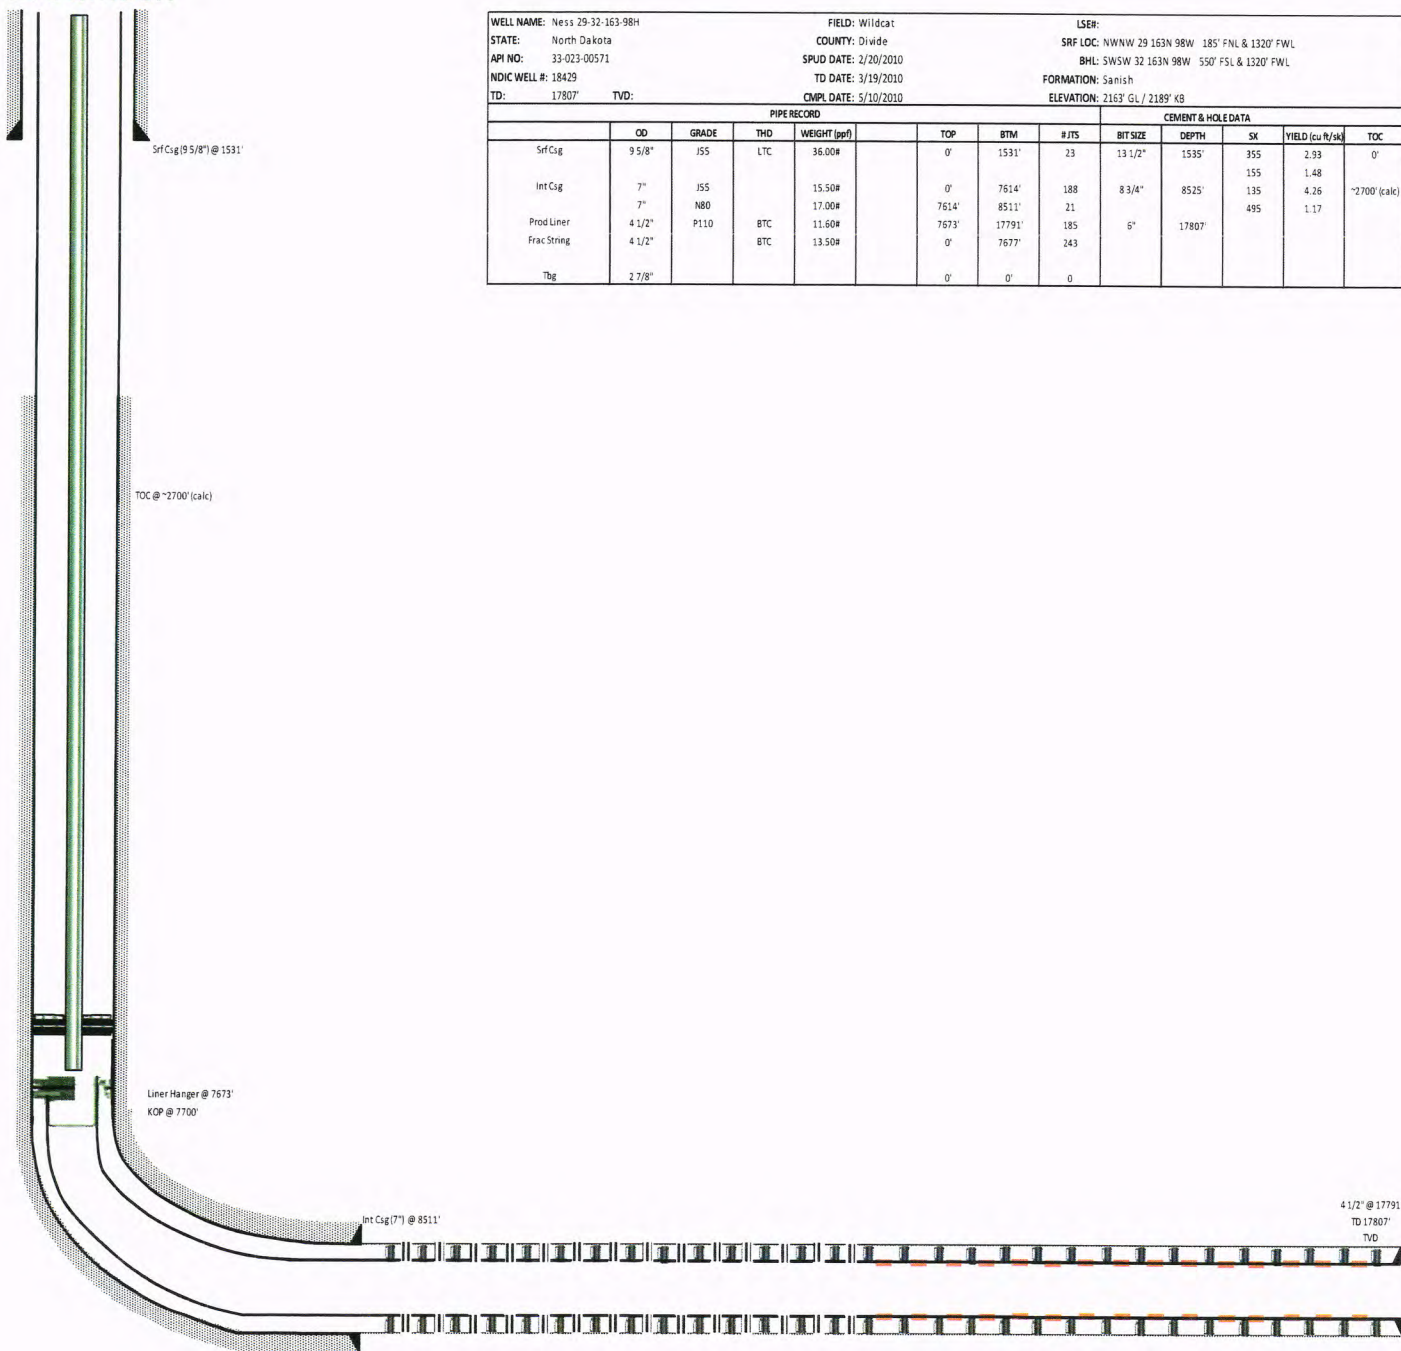 WELL NAME: Ness 29-32-163-98H FIELD: Wildcat LSE#:
STATE: North Dakota COUNTY: Divide SRF LOC: NWNW 29 163N 98W 185' FNL & 1320' FWL
API NO: 33-023-00571 SPUD DATE: 2/20/2010 BHL: SWSW 32 163N 98W 550' FSL & 1320' FWL
NDIC WELL #: 18429 TD DATE: 3/19/2010 FORMATION: Sanish
TD: 17807' TVD: CMPL DATE: 5/10/2010 ELEVATION: 2163' GL / 2189' KB
PIPE RECORD CEMENT & HOLE DATA
OD GRADE THD WEIGHT (ppf) TOP BTM # JTS BIT SIZE DEPTH SX YIELD (cu ft/sk) TOC
Srf Csg 9 5/8" J55 LTC 36.00# 0' 1531' 23 13 1/2" 1535' 355 2.93 0'
155 1.48
Int Csg 7" J55 15.50# 0' 7614' 188 8 3/4" 8525' 135 4.26 ~2700' (calc)
7" N80 17.00# 7614' 8511' 21 495 1.17
Prod Liner 4 1/2" P110 BTC 11.60# 7673' 17791' 185 6" 17807'
Frac String 4 1/2" BTC 13.50# 0' 7677' 243
Tbg 2 7/8" 0' 0' 0
Srf Csg (9 5/8") @ 1531'
TOC @ ~2700' (calc)
Liner Hanger @ 7673'
KOP @ 7700'
Int Csg (7") @ 8511'
4 1/2" @ 17791
TD 17807'
TVD